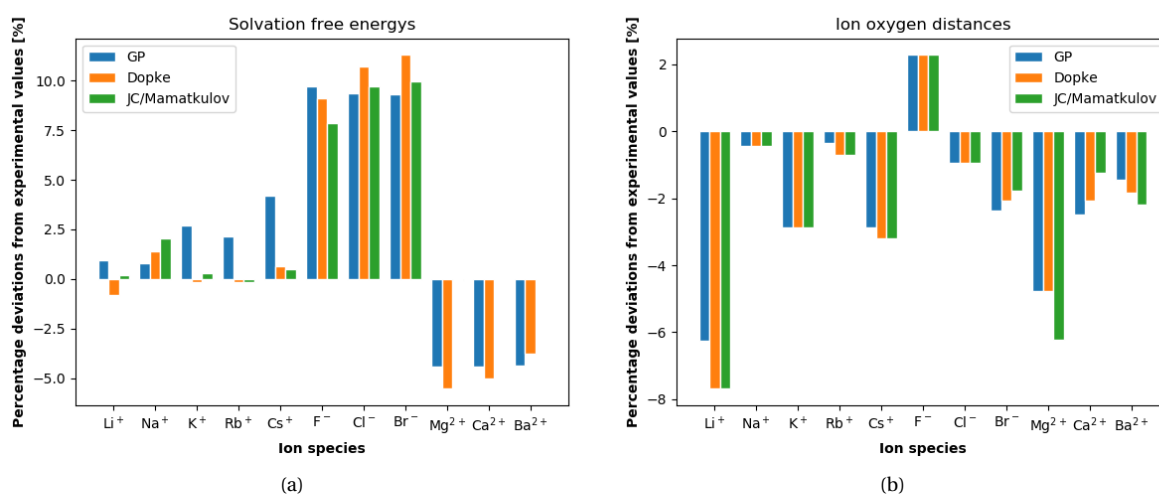 Solvation free energys
Percentage deviations from experimental values [%]
10.0
7.5
5.0
2.5
0.0
−2.5
−5.0
GP
Dopke
JC/Mamatkulov
Li⁺ Na⁺ K⁺ Rb⁺ Cs⁺ F⁻ Cl⁻ Br⁻ Mg²⁺ Ca²⁺ Ba²⁺
Ion species
(a)
Ion oxygen distances
Percentage deviations from experimental values [%]
2
0
−2
−4
−6
−8
GP
Dopke
JC/Mamatkulov
Li⁺ Na⁺ K⁺ Rb⁺ Cs⁺ F⁻ Cl⁻ Br⁻ Mg²⁺ Ca²⁺ Ba²⁺
Ion species
(b)